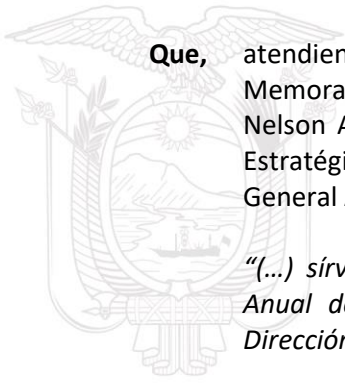 Que, atendien
Memora
Nelson A
Estratégi
General
"(…) sírv
Anual d
Dirección